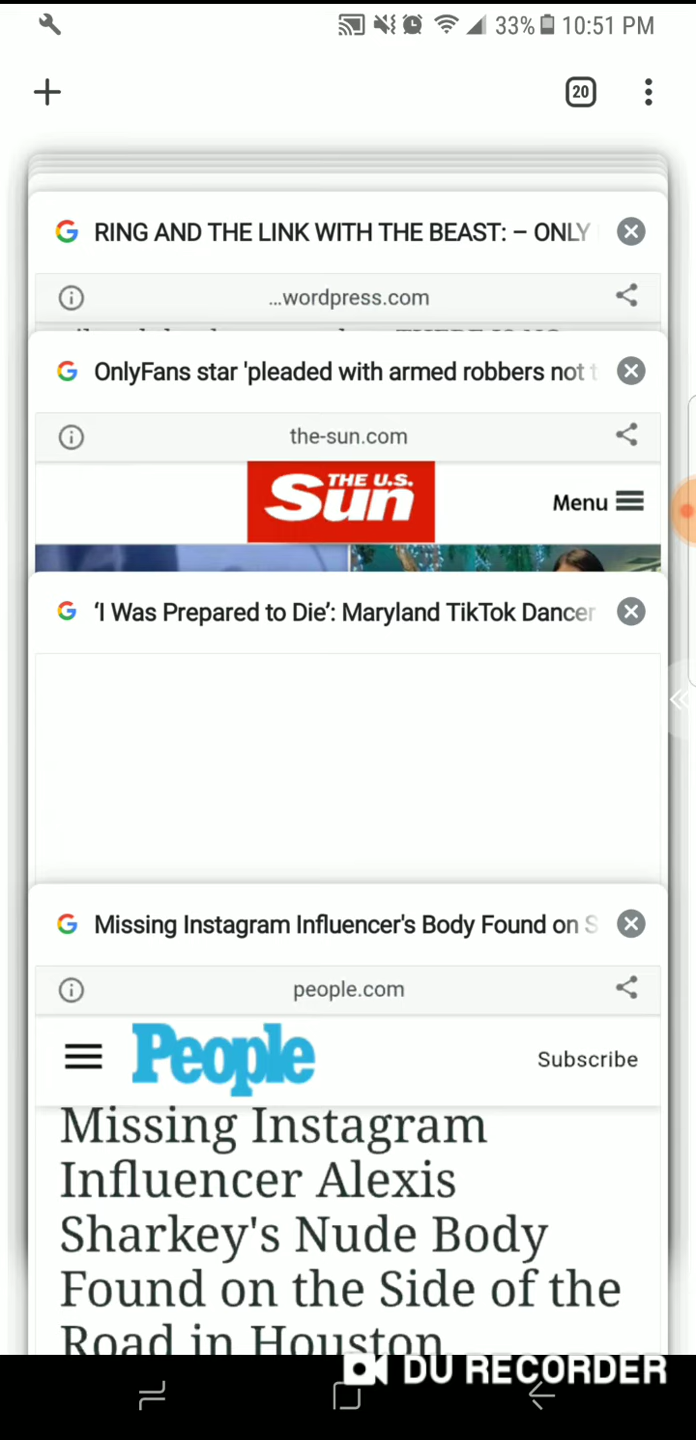 33% 10:51 PM
20
RING AND THE LINK WITH THE BEAST: – ONLY
...wordpress.com
OnlyFans star 'pleaded with armed robbers not t
the-sun.com
THE U.S.
Sun
Menu
‘I Was Prepared to Die’: Maryland TikTok Dancer
Missing Instagram Influencer's Body Found on S
people.com
People
Subscribe
Missing Instagram
Influencer Alexis
Sharkey's Nude Body
Found on the Side of the
Road in Houston
DU RECORDER